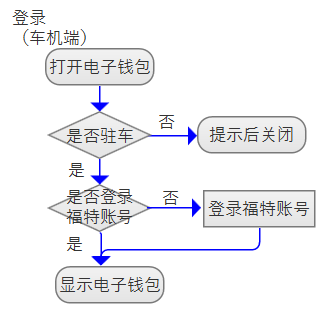 登录
（车机端）
打开电子钱包
是否驻车
否
提示后关闭
是
是否登录
福特账号
否
登录福特账号
是
显示电子钱包